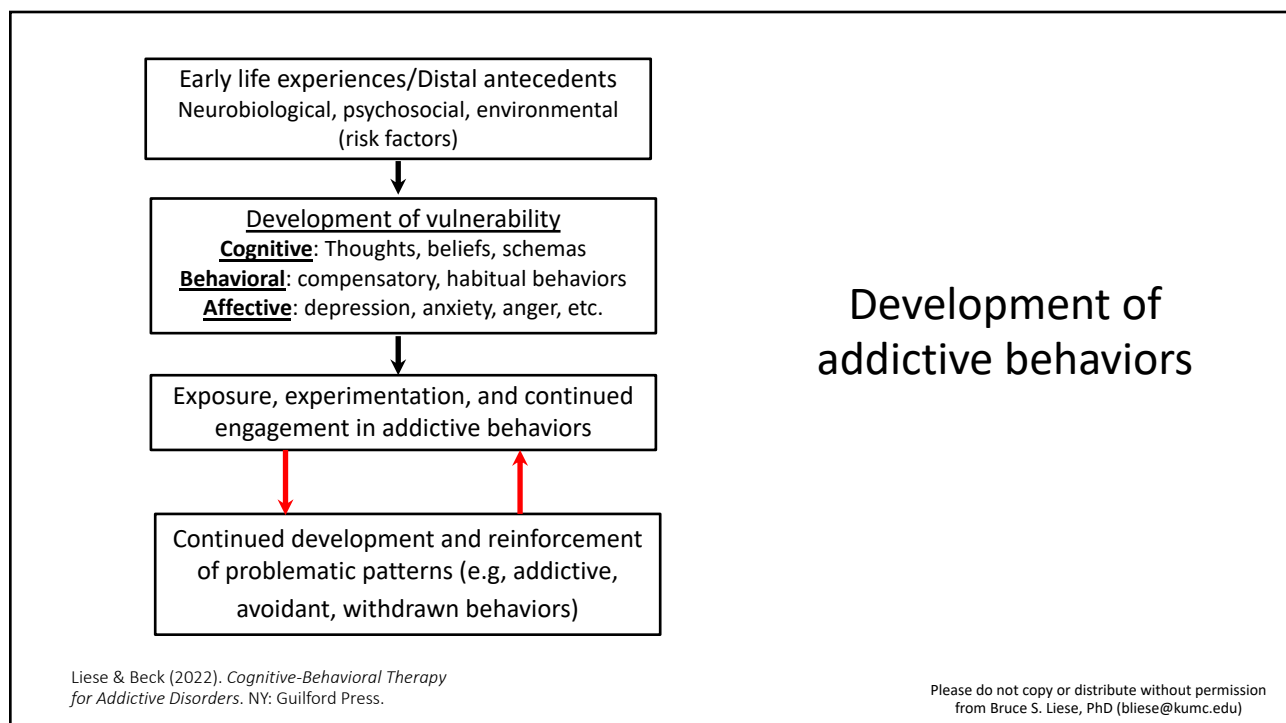 Early life experiences/Distal antecedents
Neurobiological, psychosocial, environmental
(risk factors)
Development of vulnerability
Cognitive: Thoughts, beliefs, schemas
Behavioral: compensatory, habitual behaviors
Affective: depression, anxiety, anger, etc.
Exposure, experimentation, and continued
engagement in addictive behaviors
Continued development and reinforcement
of problematic patterns (e.g, addictive,
avoidant, withdrawn behaviors)
Development of
addictive behaviors
Liese & Beck (2022). Cognitive-Behavioral Therapy
for Addictive Disorders. NY: Guilford Press.
Please do not copy or distribute without permission
from Bruce S. Liese, PhD (bliese@kumc.edu)